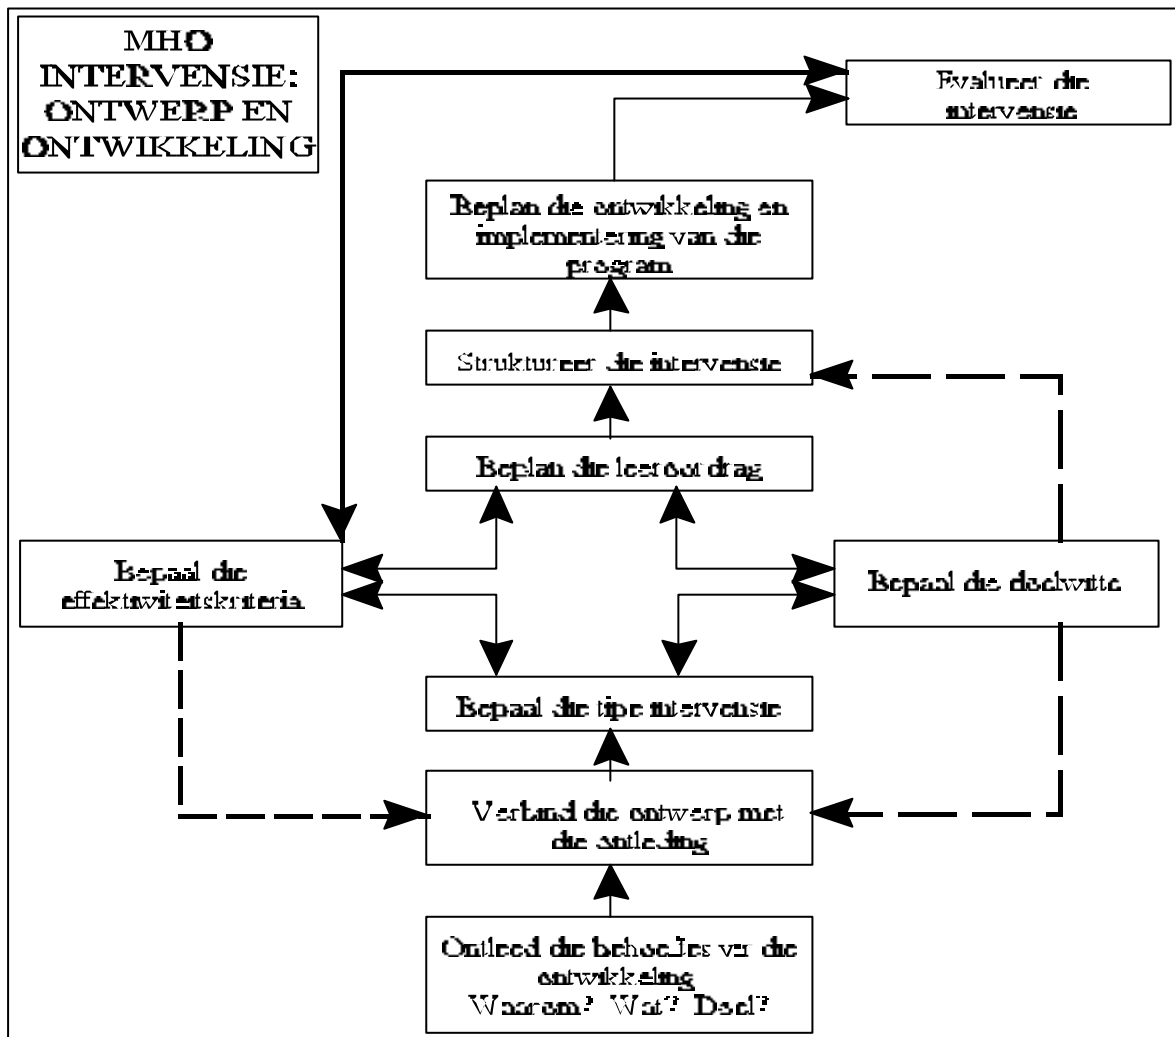 MHO
INTERVENSIE:
ONTWERP EN
ONTWIKKELING
Evalueer die
intervensie
Beplan die ontwikkeling en
implementering van die
program
Struktureer die intervensie
Beplan die leeroordrag
Bepaal die
effektiwiteitskriteria
Bepaal die doelwitte
Bepaal die tipe intervensie
Verbind die ontwerp met
die ontleding
Ontleed die behoeftes vir die
ontwikkeling
Waarom? Wat? Doel?